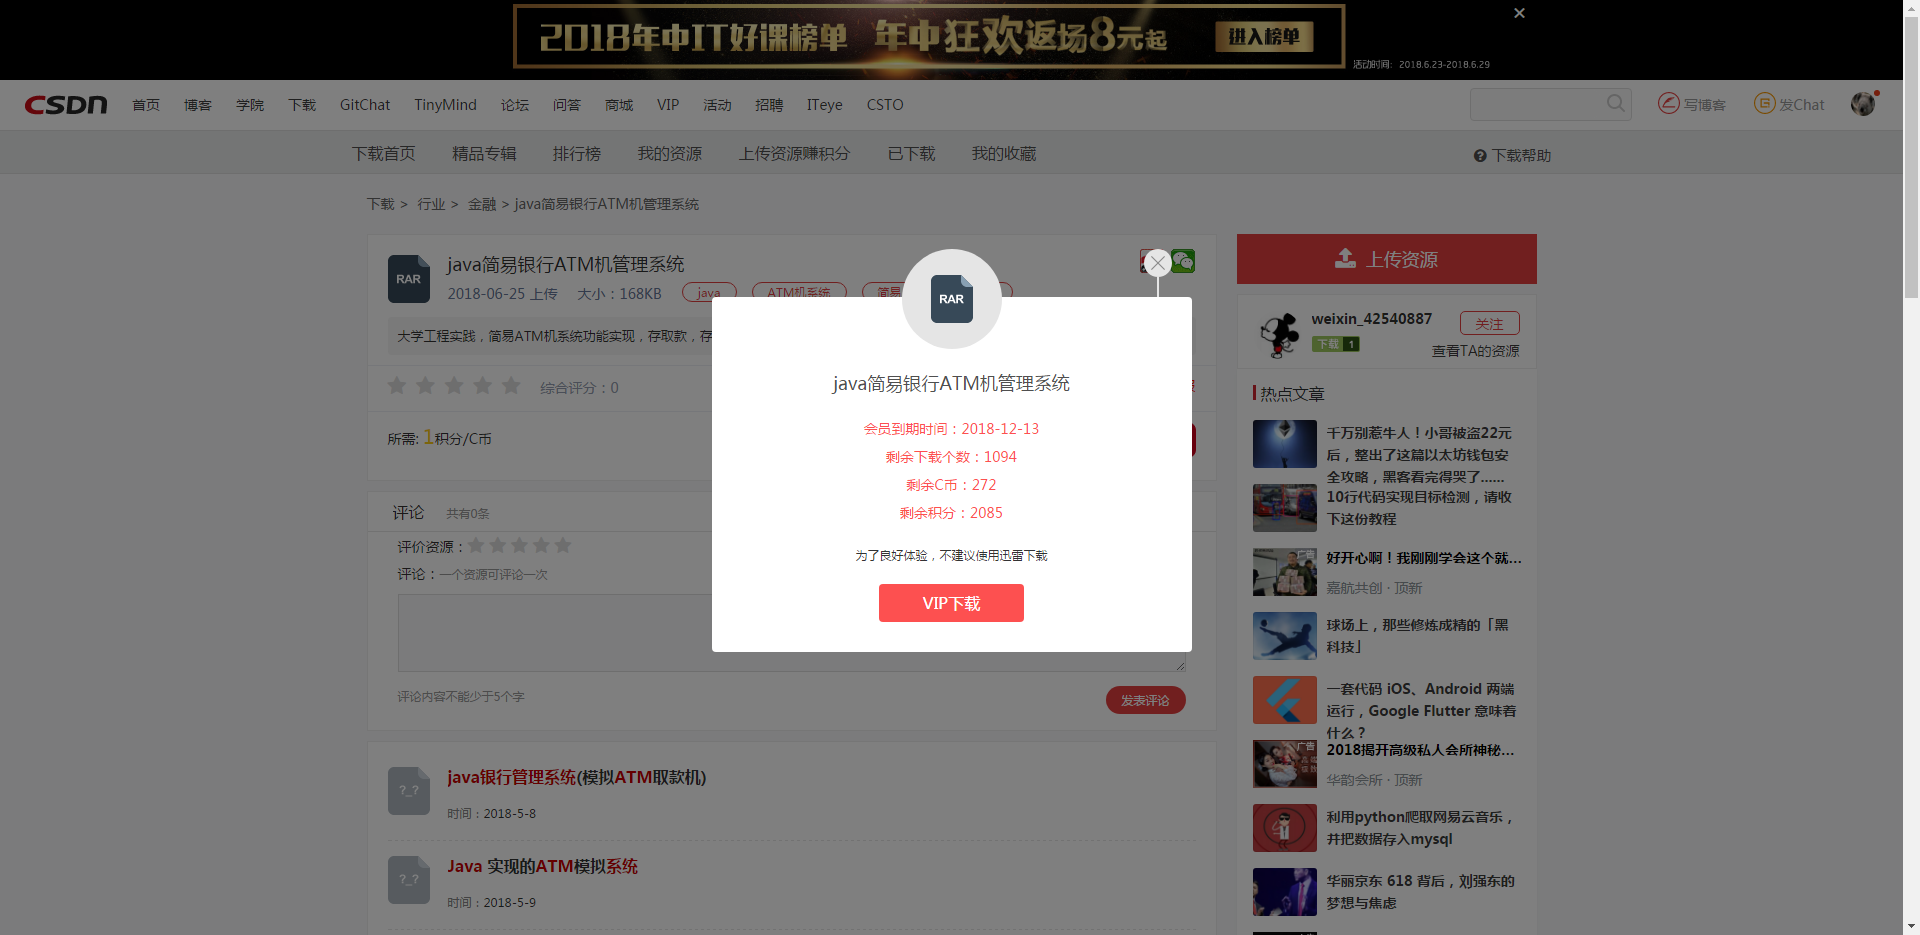 2018年中IT好课榜单 年中狂欢返场8元起 进入榜单
活动时间：2018.6.23-2018.6.29
CSDN 首页 博客 学院 下载 GitChat TinyMind 论坛 问答 商城 VIP 活动 招聘 ITeye CSTO 写博客 发Chat
下载首页 精品专辑 排行榜 我的资源 上传资源赚积分 已下载 我的收藏 下载帮助
下载 > 行业 > 金融 > java简易银行ATM机管理系统
RAR
java简易银行ATM机管理系统
2018-06-25 上传 大小：168KB java ATM机系统 简易
大学工程实践，简易ATM机系统功能实现，存取款，存
综合评分：0
所需: 1积分/C币
评论 共有0条
评价资源：
评论：一个资源可评论一次
评论内容不能少于5个字
发表评论
?_?
java银行管理系统(模拟ATM取款机)
时间：2018-5-8
?_?
Java 实现的ATM模拟系统
时间：2018-5-9
RAR
java简易银行ATM机管理系统
会员到期时间：2018-12-13
剩余下载个数：1094
剩余C币：272
剩余积分：2085
为了良好体验，不建议使用迅雷下载
VIP下载
上传资源
weixin_42540887
关注
下载 1
查看TA的资源
热点文章
千万别惹牛人！小哥被盗22元
后，整出了这篇以太坊钱包安
全攻略，黑客看完得哭了......
10行代码实现目标检测，请收
下这份教程
广告
好开心啊！我刚刚学会这个就...
嘉航共创 · 顶新
球场上，那些修炼成精的「黑
科技」
一套代码 iOS、Android 两端
运行，Google Flutter 意味着
什么？
广告
2018揭开高级私人会所神秘...
华韵会所 · 顶新
利用python爬取网易云音乐，
并把数据存入mysql
华丽京东 618 背后，刘强东的
梦想与焦虑